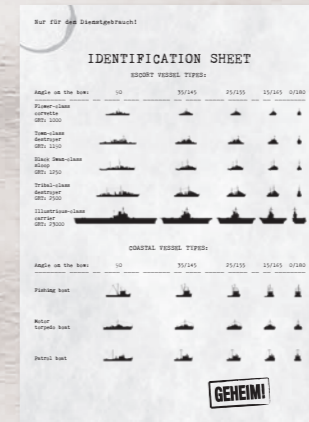 Nur für den Dienstgebrauch!
IDENTIFICATION SHEET
ESCORT VESSEL TYPES:
Angle on the bow: 90 35/145 25/155 15/165 0/180
Flower-class
corvette
GRT: 1000
Town-class
destroyer
GRT: 1150
Black Swan-class
sloop
GRT: 1250
Tribal-class
destroyer
GRT: 2500
Illustrious-class
carrier
GRT: 23000
COASTAL VESSEL TYPES:
Angle on the bow: 90 35/145 25/155 15/165 0/180
Fishing boat
Motor
torpedo boat
Patrol boat
GEHEIM!